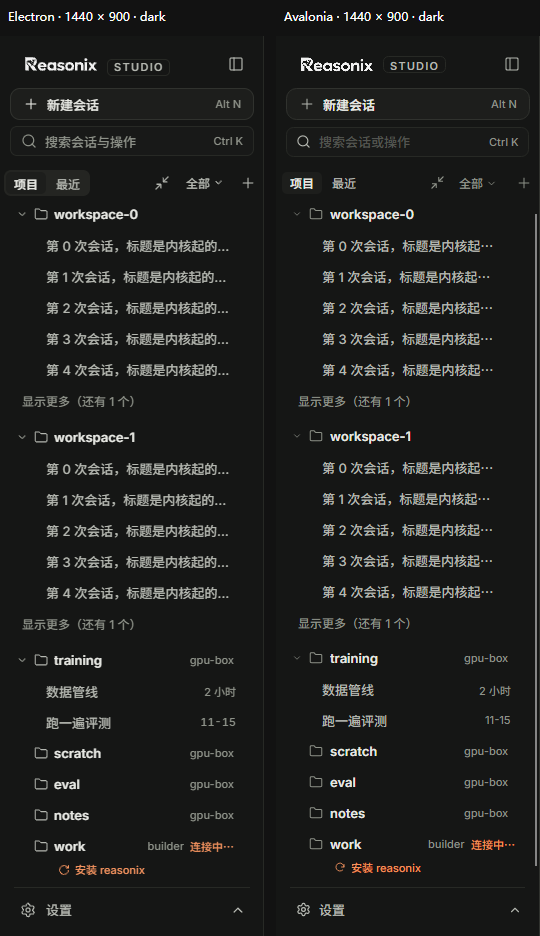 Electron · 1440 × 900 · dark
Reasonix STUDIO
新建会话 Alt N
搜索会话与操作 Ctrl K
项目 最近 全部
workspace-0
第 0 次会话，标题是内核起的...
第 1 次会话，标题是内核起的...
第 2 次会话，标题是内核起的...
第 3 次会话，标题是内核起的...
第 4 次会话，标题是内核起的...
显示更多（还有 1 个）
workspace-1
第 0 次会话，标题是内核起的...
第 1 次会话，标题是内核起的...
第 2 次会话，标题是内核起的...
第 3 次会话，标题是内核起的...
第 4 次会话，标题是内核起的...
显示更多（还有 1 个）
training gpu-box
数据管线 2 小时
跑一遍评测 11-15
scratch gpu-box
eval gpu-box
notes gpu-box
work builder 连接中⋯
安装 reasonix
设置
Avalonia · 1440 × 900 · dark
Reasonix STUDIO
新建会话 Alt N
搜索会话或操作 Ctrl K
项目 最近 全部
workspace-0
第 0 次会话，标题是内核起⋯
第 1 次会话，标题是内核起⋯
第 2 次会话，标题是内核起⋯
第 3 次会话，标题是内核起⋯
第 4 次会话，标题是内核起⋯
显示更多（还有 1 个）
workspace-1
第 0 次会话，标题是内核起⋯
第 1 次会话，标题是内核起⋯
第 2 次会话，标题是内核起⋯
第 3 次会话，标题是内核起⋯
第 4 次会话，标题是内核起⋯
显示更多（还有 1 个）
training gpu-box
数据管线 2 小时
跑一遍评测 11-15
scratch gpu-box
eval gpu-box
notes gpu-box
work builder 连接中⋯
安装 reasonix
设置